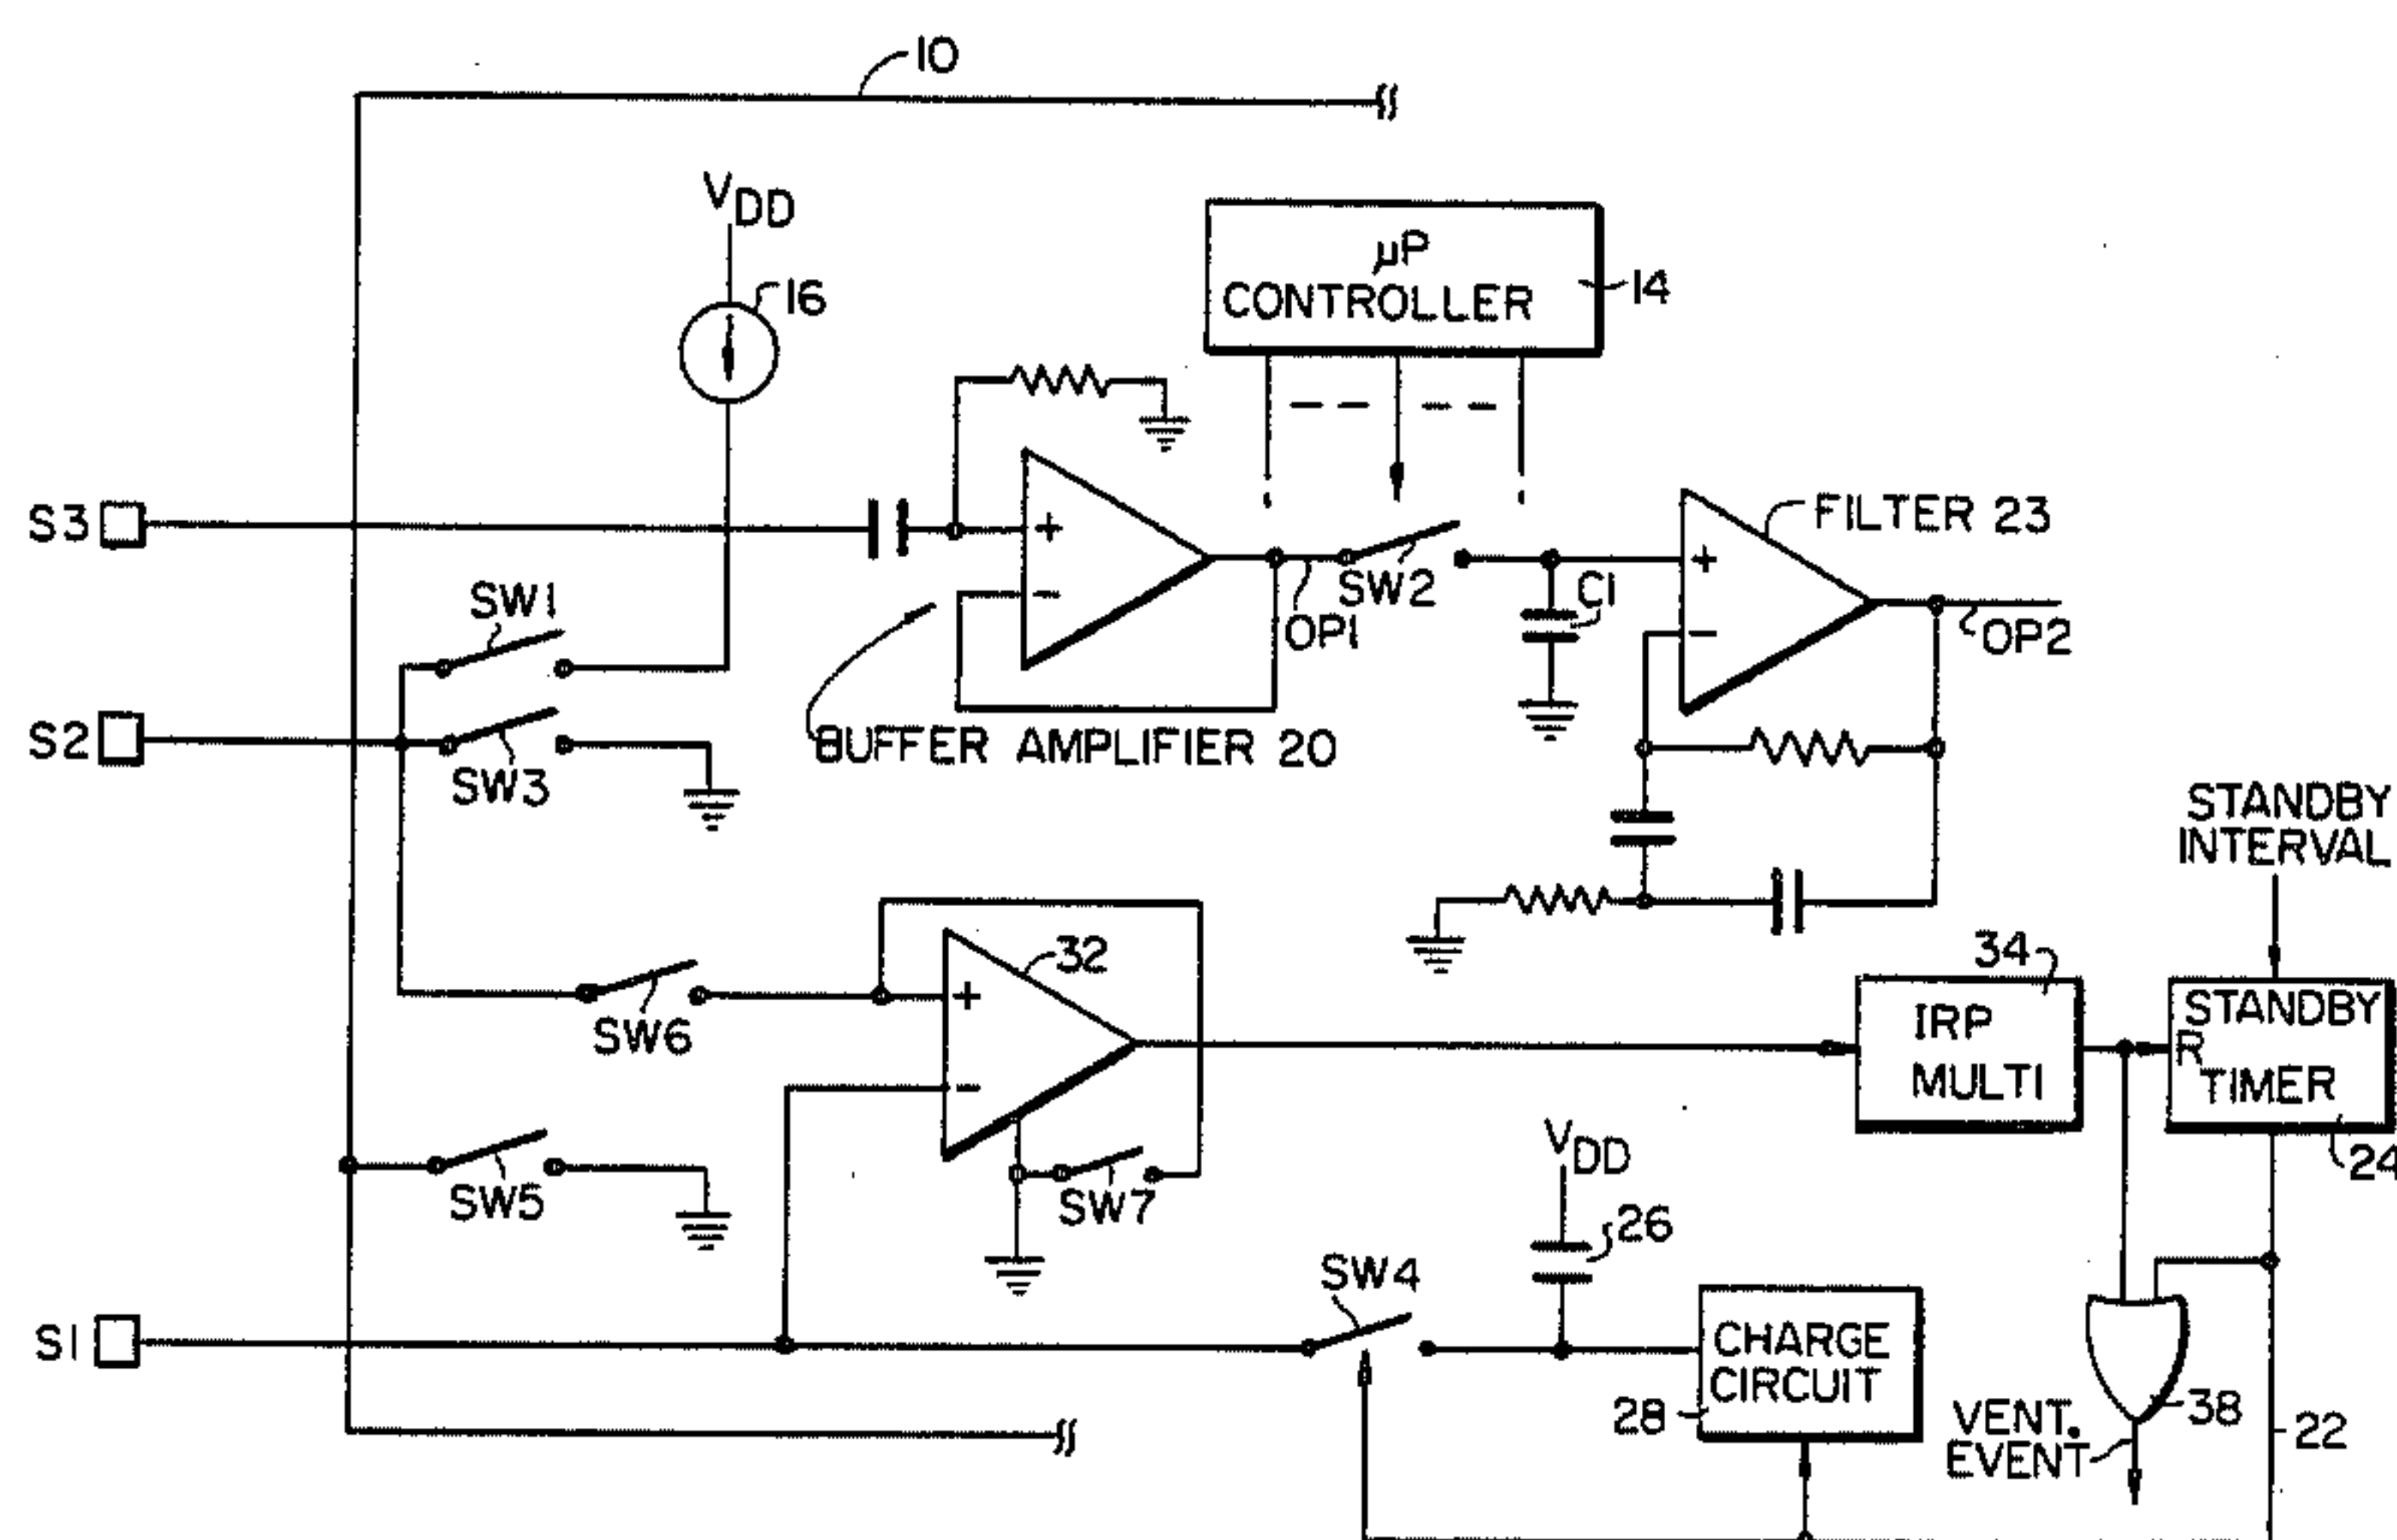 10
VDD
16
µP
CONTROLLER
14
S3
+
-
SW2
OP1
FILTER 23
C1
+
-
OP2
SW1
S2
SW3
BUFFER AMPLIFIER 20
STANDBY
INTERVAL
32
+
-
SW6
34
IRP
MULTI
STANDBY
R
TIMER
24
SW5
SW7
VDD
26
SW4
S1
CHARGE
CIRCUIT
28
38
VENT.
EVENT
22